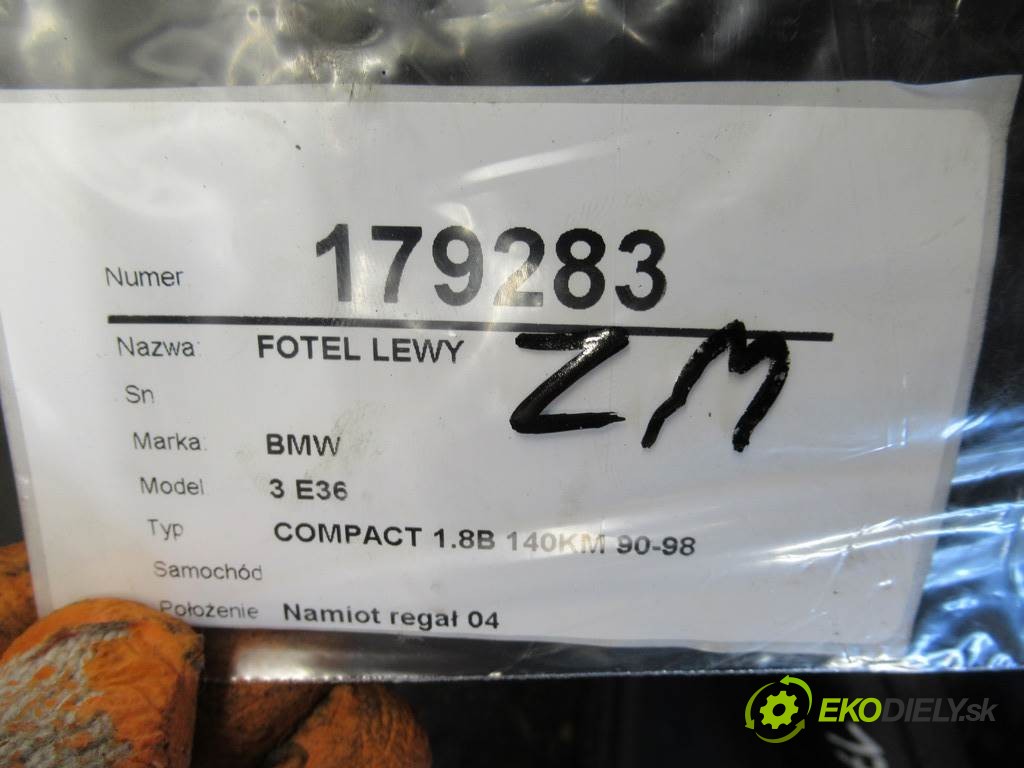 Numer 179283
Nazwa: FOTEL LEWY ZM
Sn
Marka: BMW
Model 3 E36
Typ COMPACT 1.8B 140KM 90-98
Samochód
Położenie Namiot regał 04
EKODIELY.sk